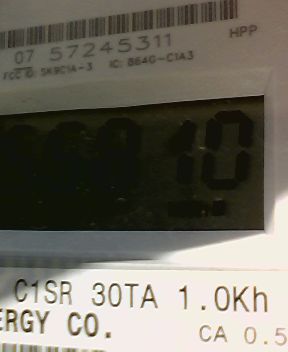 07 57245311
HPP
FCC ID: SK9C1A-3 IC: 864G-C1A3
10
C1SR 30TA 1.0Kh
ERGY CO.
CA 0.5